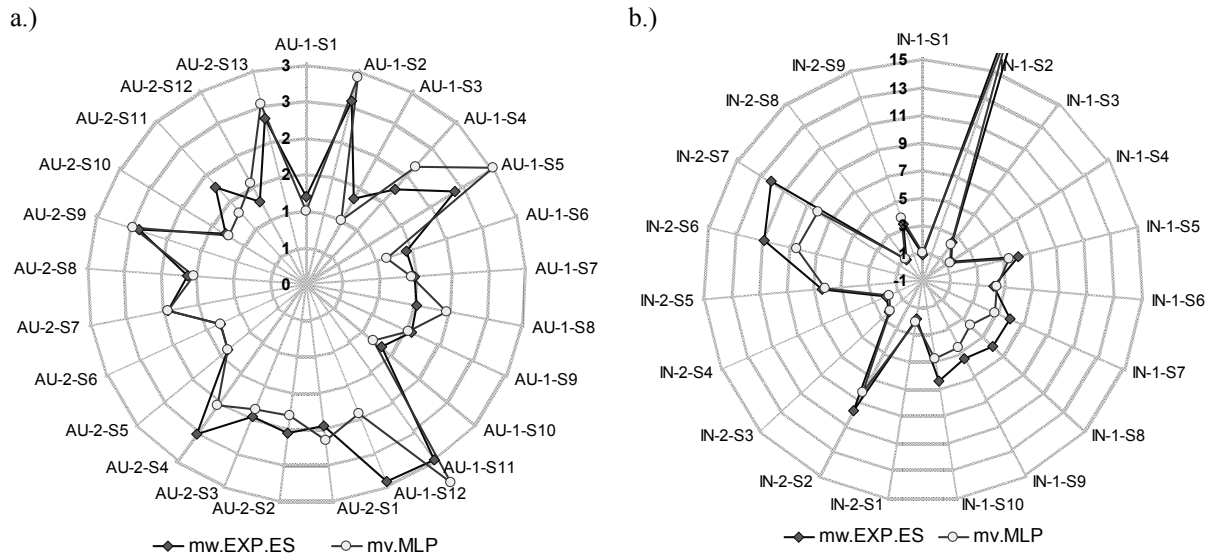 a.)
AU-1-S1
AU-1-S2
AU-1-S3
AU-1-S4
AU-1-S5
AU-1-S6
AU-1-S7
AU-1-S8
AU-1-S9
AU-1-S10
AU-1-S11
AU-1-S12
AU-2-S1
AU-2-S2
AU-2-S3
AU-2-S4
AU-2-S5
AU-2-S6
AU-2-S7
AU-2-S8
AU-2-S9
AU-2-S10
AU-2-S11
AU-2-S12
AU-2-S13
3
3
2
2
1
1
0
mw.EXP.ES
mv.MLP
b.)
IN-1-S1
IN-1-S2
IN-1-S3
IN-1-S4
IN-1-S5
IN-1-S6
IN-1-S7
IN-1-S8
IN-1-S9
IN-1-S10
IN-2-S1
IN-2-S2
IN-2-S3
IN-2-S4
IN-2-S5
IN-2-S6
IN-2-S7
IN-2-S8
IN-2-S9
15
13
11
9
7
5
3
1
-1
mw.EXP.ES
mv.MLP